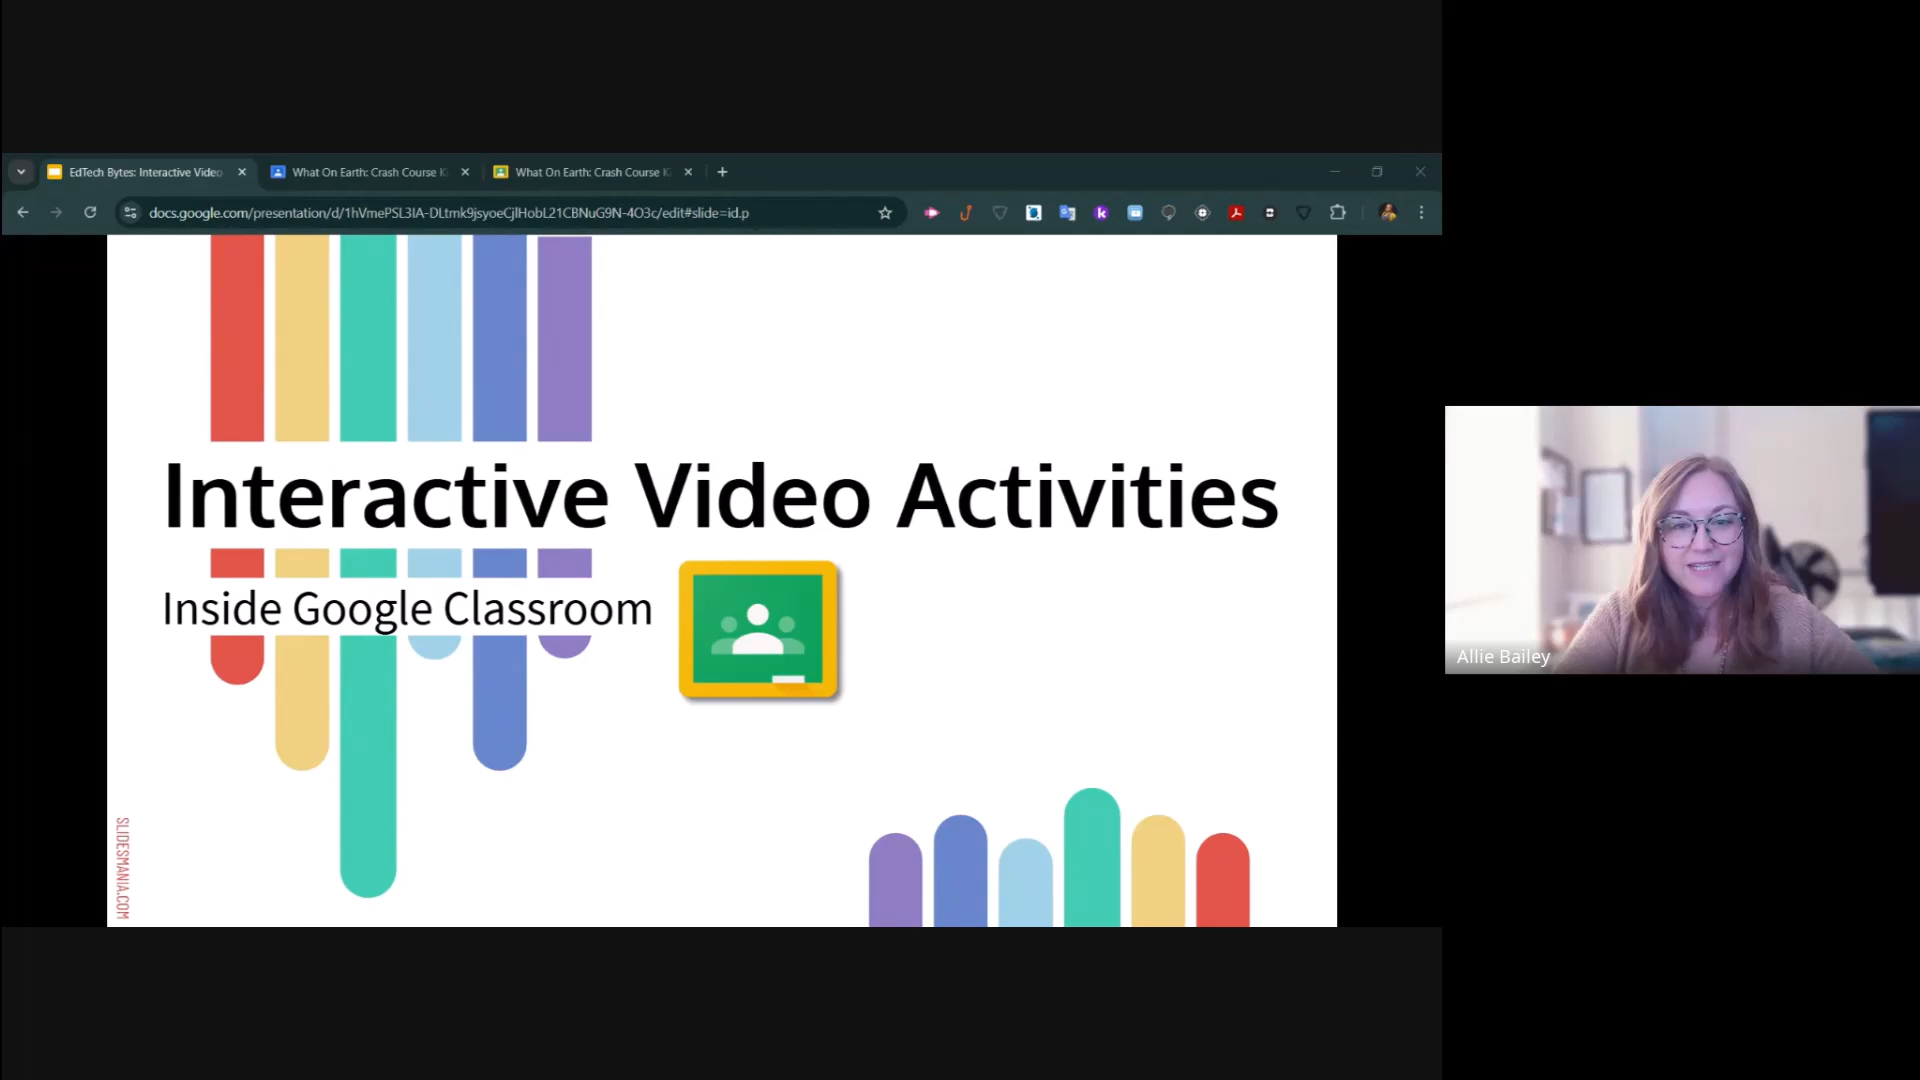 EdTech Bytes: Interactive Video
What On Earth: Crash Course K
What On Earth: Crash Course K
docs.google.com/presentation/d/1hVmePSL3IA-DLtmk9jsyoeCjlHobL21CBNuG9N-4O3c/edit#slide=id.p
Interactive Video Activities
Inside Google Classroom
SLIDESMANIA.COM
Allie Bailey